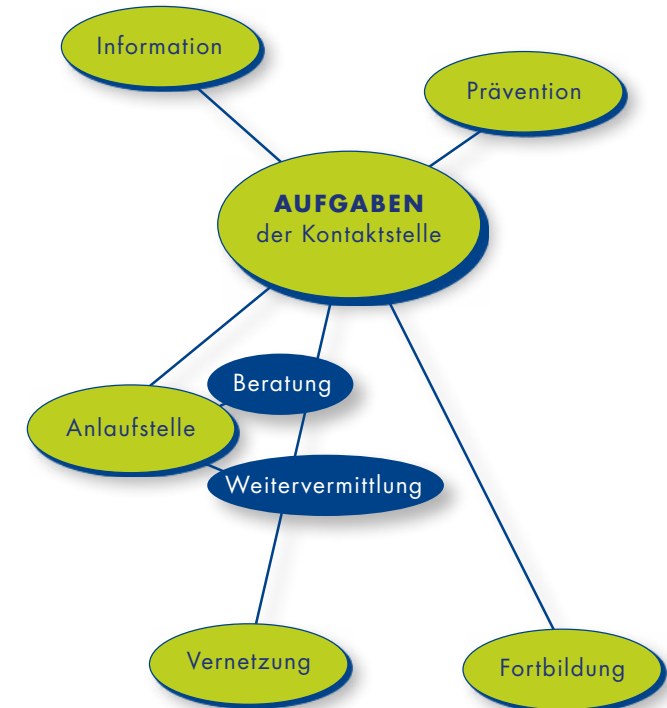 Information
Prävention
AUFGABEN
der Kontaktstelle
Beratung
Anlaufstelle
Weitervermittlung
Vernetzung
Fortbildung